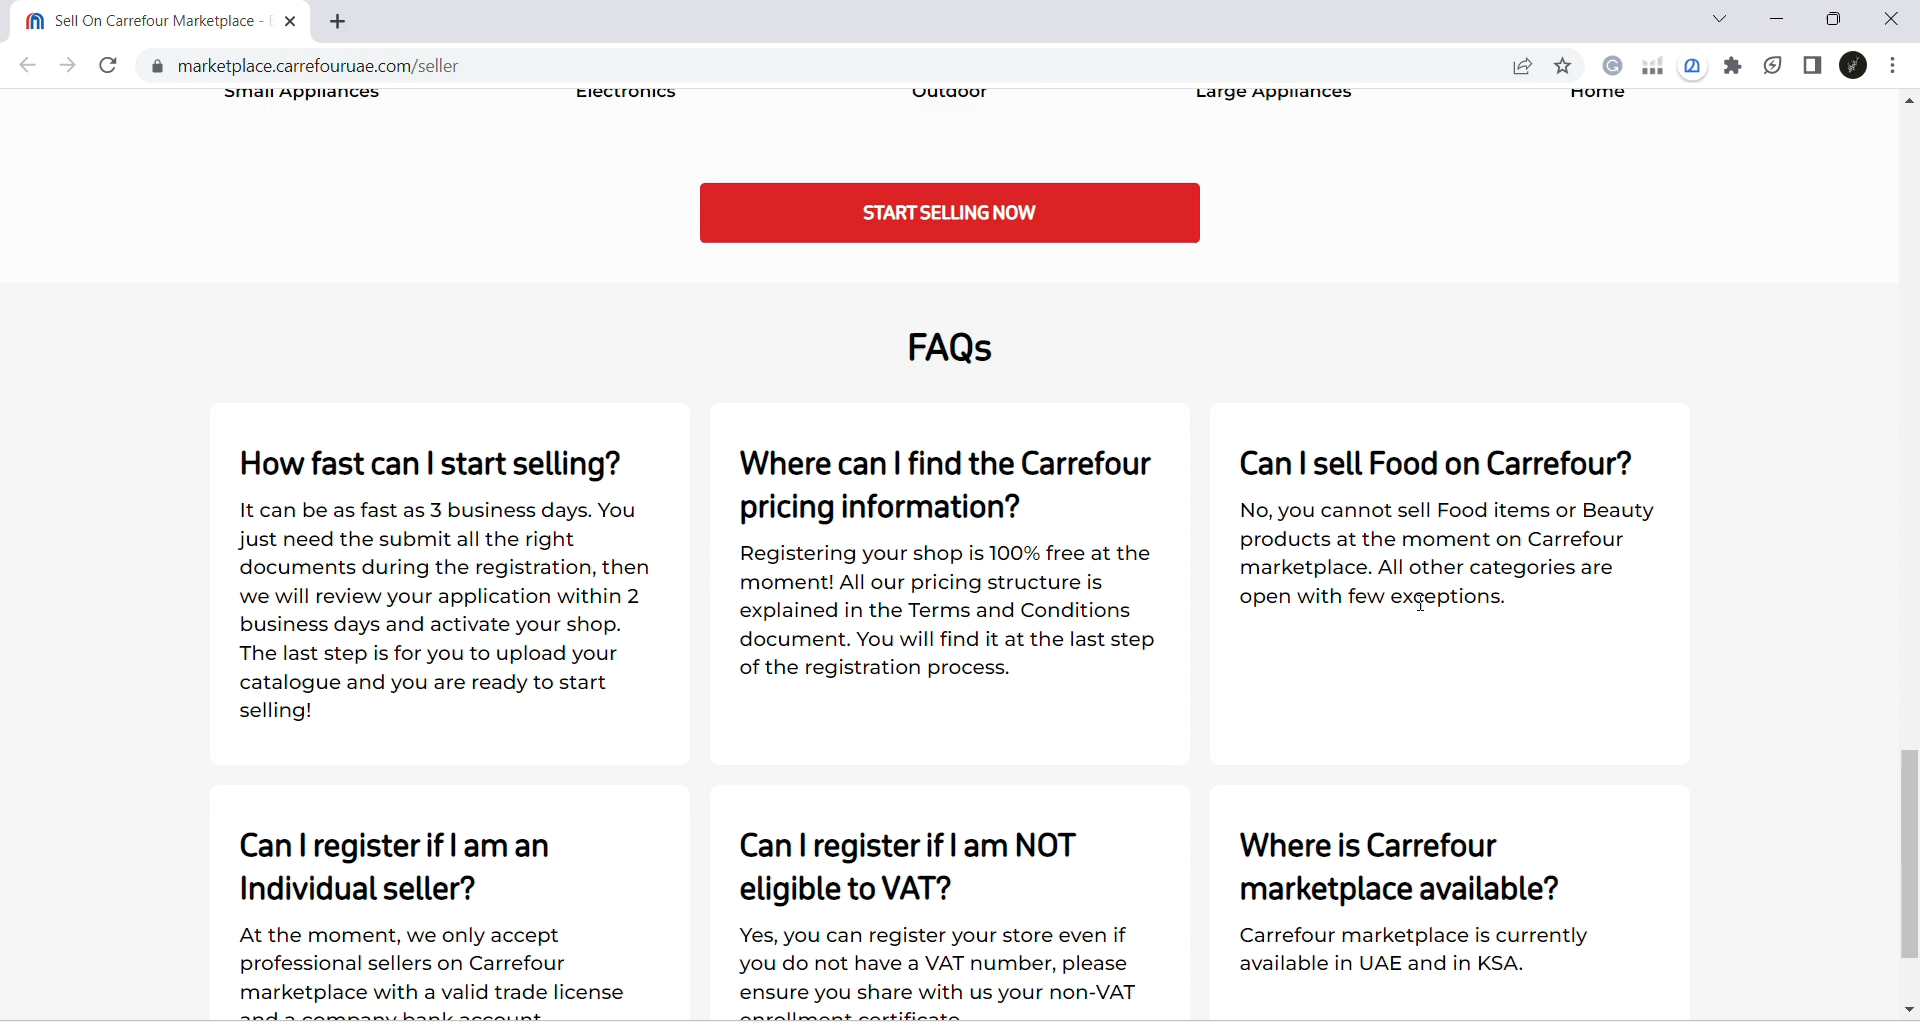 Sell On Carrefour Marketplace -
marketplace.carrefouruae.com/seller
Small Appliances
Electronics
Outdoor
Large Appliances
Home
START SELLING NOW
FAQs
How fast can I start selling?
It can be as fast as 3 business days. You
just need the submit all the right
documents during the registration, then
we will review your application within 2
business days and activate your shop.
The last step is for you to upload your
catalogue and you are ready to start
selling!
Where can I find the Carrefour
pricing information?
Registering your shop is 100% free at the
moment! All our pricing structure is
explained in the Terms and Conditions
document. You will find it at the last step
of the registration process.
Can I sell Food on Carrefour?
No, you cannot sell Food items or Beauty
products at the moment on Carrefour
marketplace. All other categories are
open with few exceptions.
Can I register if I am an
Individual seller?
At the moment, we only accept
professional sellers on Carrefour
marketplace with a valid trade license
and a company bank account
Can I register if I am NOT
eligible to VAT?
Yes, you can register your store even if
you do not have a VAT number, please
ensure you share with us your non-VAT
enrollment certificate
Where is Carrefour
marketplace available?
Carrefour marketplace is currently
available in UAE and in KSA.